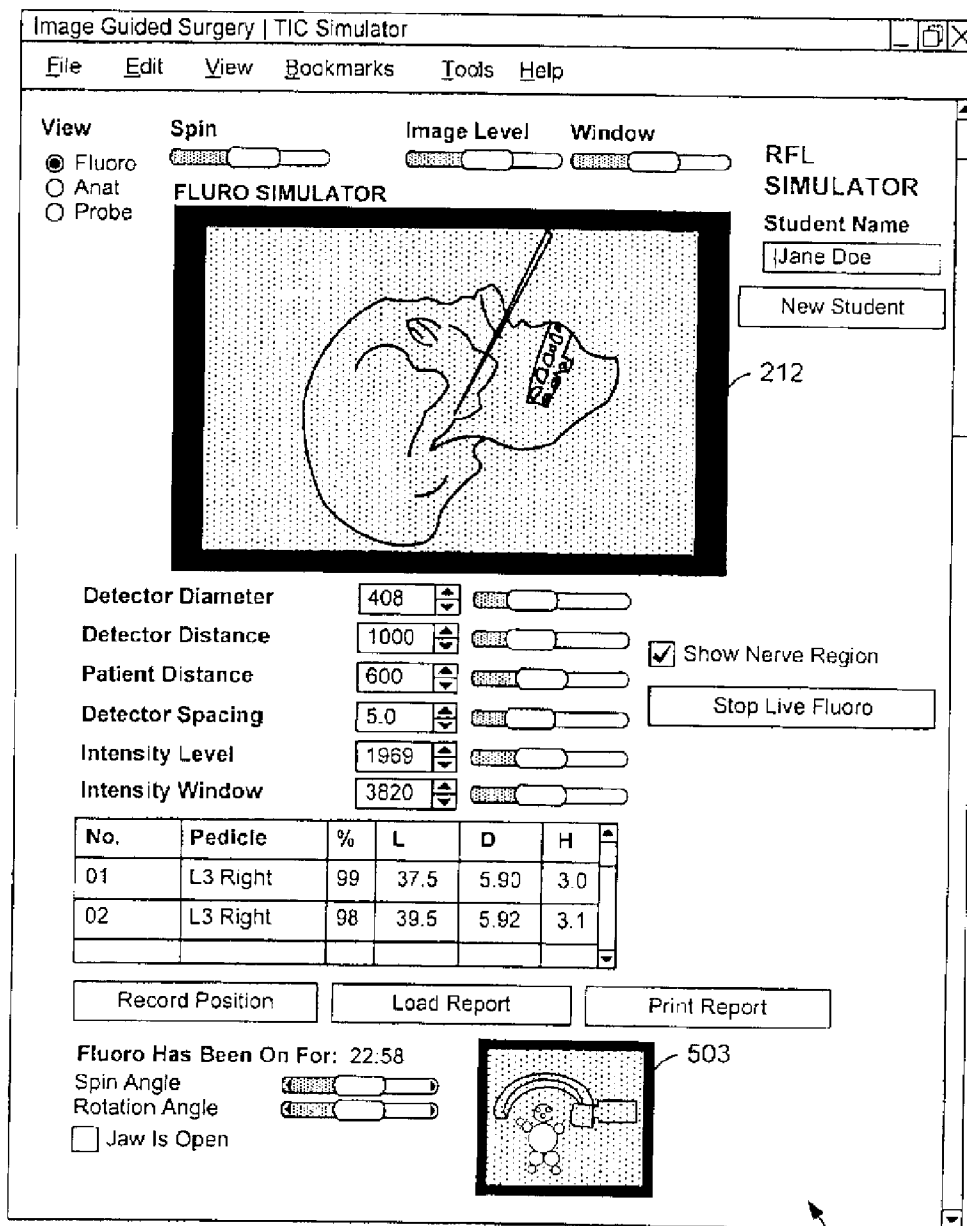 Image Guided Surgery | TIC Simulator
File Edit View Bookmarks Tools Help
View Spin Image Level Window
Fluoro
Anat
Probe
FLURO SIMULATOR
RFL
SIMULATOR
Student Name
Jane Doe
New Student
212
Detector Diameter 408
Detector Distance 1000
Patient Distance 600
Detector Spacing 5.0
Intensity Level 1969
Intensity Window 3820
Show Nerve Region
Stop Live Fluoro
No. Pedicle % L D H
01 L3 Right 99 37.5 5.90 3.0
02 L3 Right 98 39.5 5.92 3.1
Record Position Load Report Print Report
Fluoro Has Been On For: 22:58
Spin Angle
Rotation Angle
Jaw Is Open
503